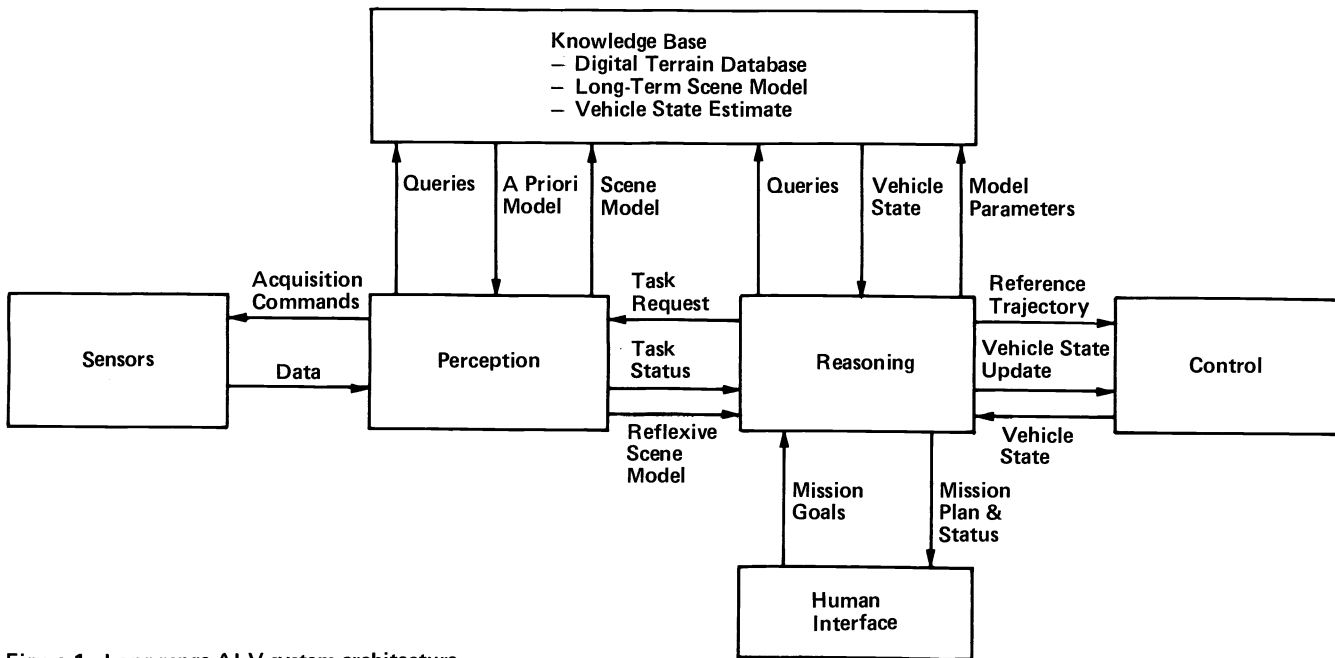 Knowledge Base
– Digital Terrain Database
– Long-Term Scene Model
– Vehicle State Estimate
Queries
A Priori
Model
Scene
Model
Queries
Vehicle
State
Model
Parameters
Acquisition
Commands
Task
Request
Reference
Trajectory
Sensors
Perception
Reasoning
Control
Data
Task
Status
Vehicle State
Update
Reflexive
Scene
Model
Vehicle
State
Mission
Goals
Mission
Plan &
Status
Human
Interface